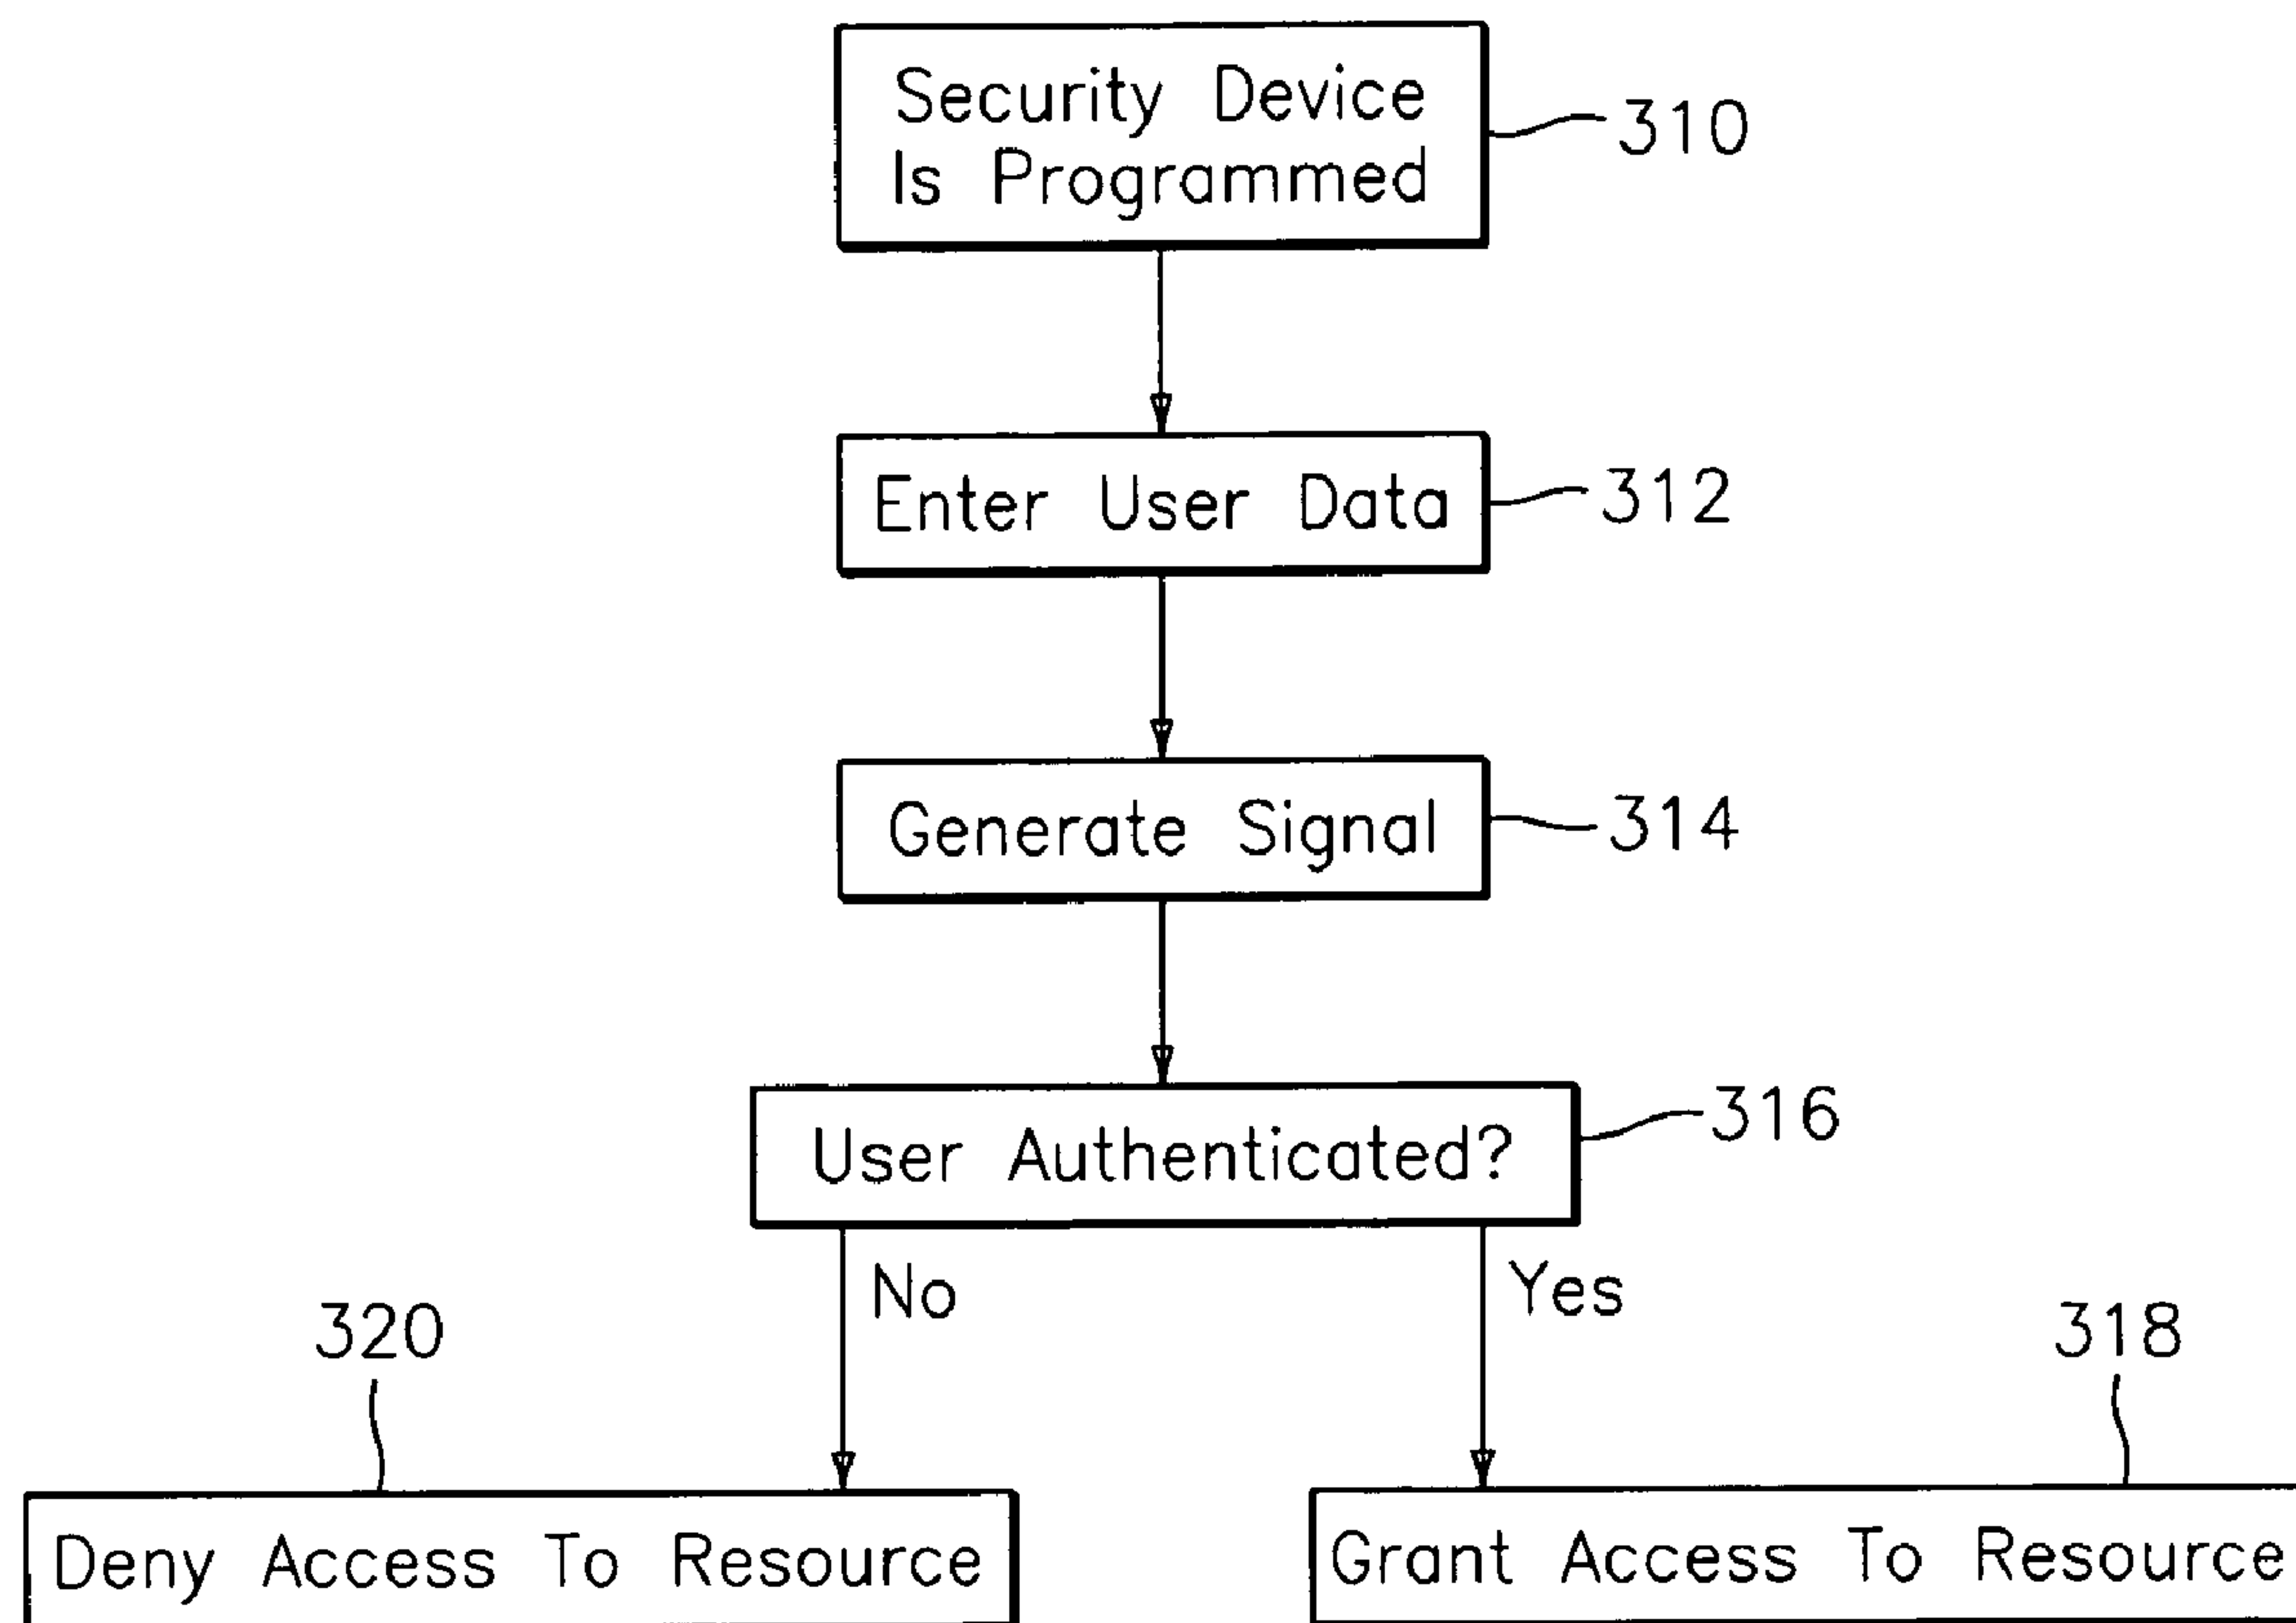 Security Device
Is Programmed
310
Enter User Data
312
Generate Signal
314
User Authenticated?
316
No
Yes
320
318
Deny Access To Resource
Grant Access To Resource